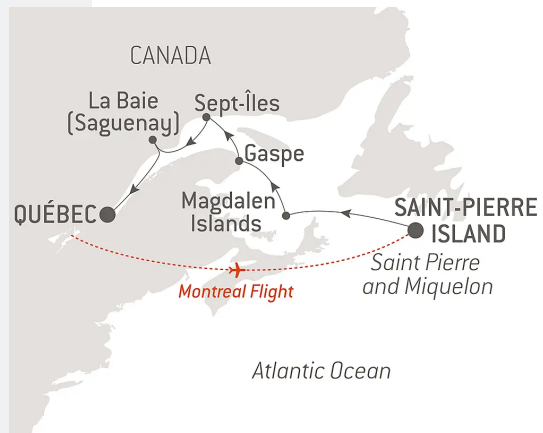 CANADA
La Baie
(Saguenay)
Sept-Îles
Gaspe
Magdalen
Islands
QUÉBEC
SAINT-PIERRE
ISLAND
Saint Pierre
and Miquelon
Montreal Flight
Atlantic Ocean